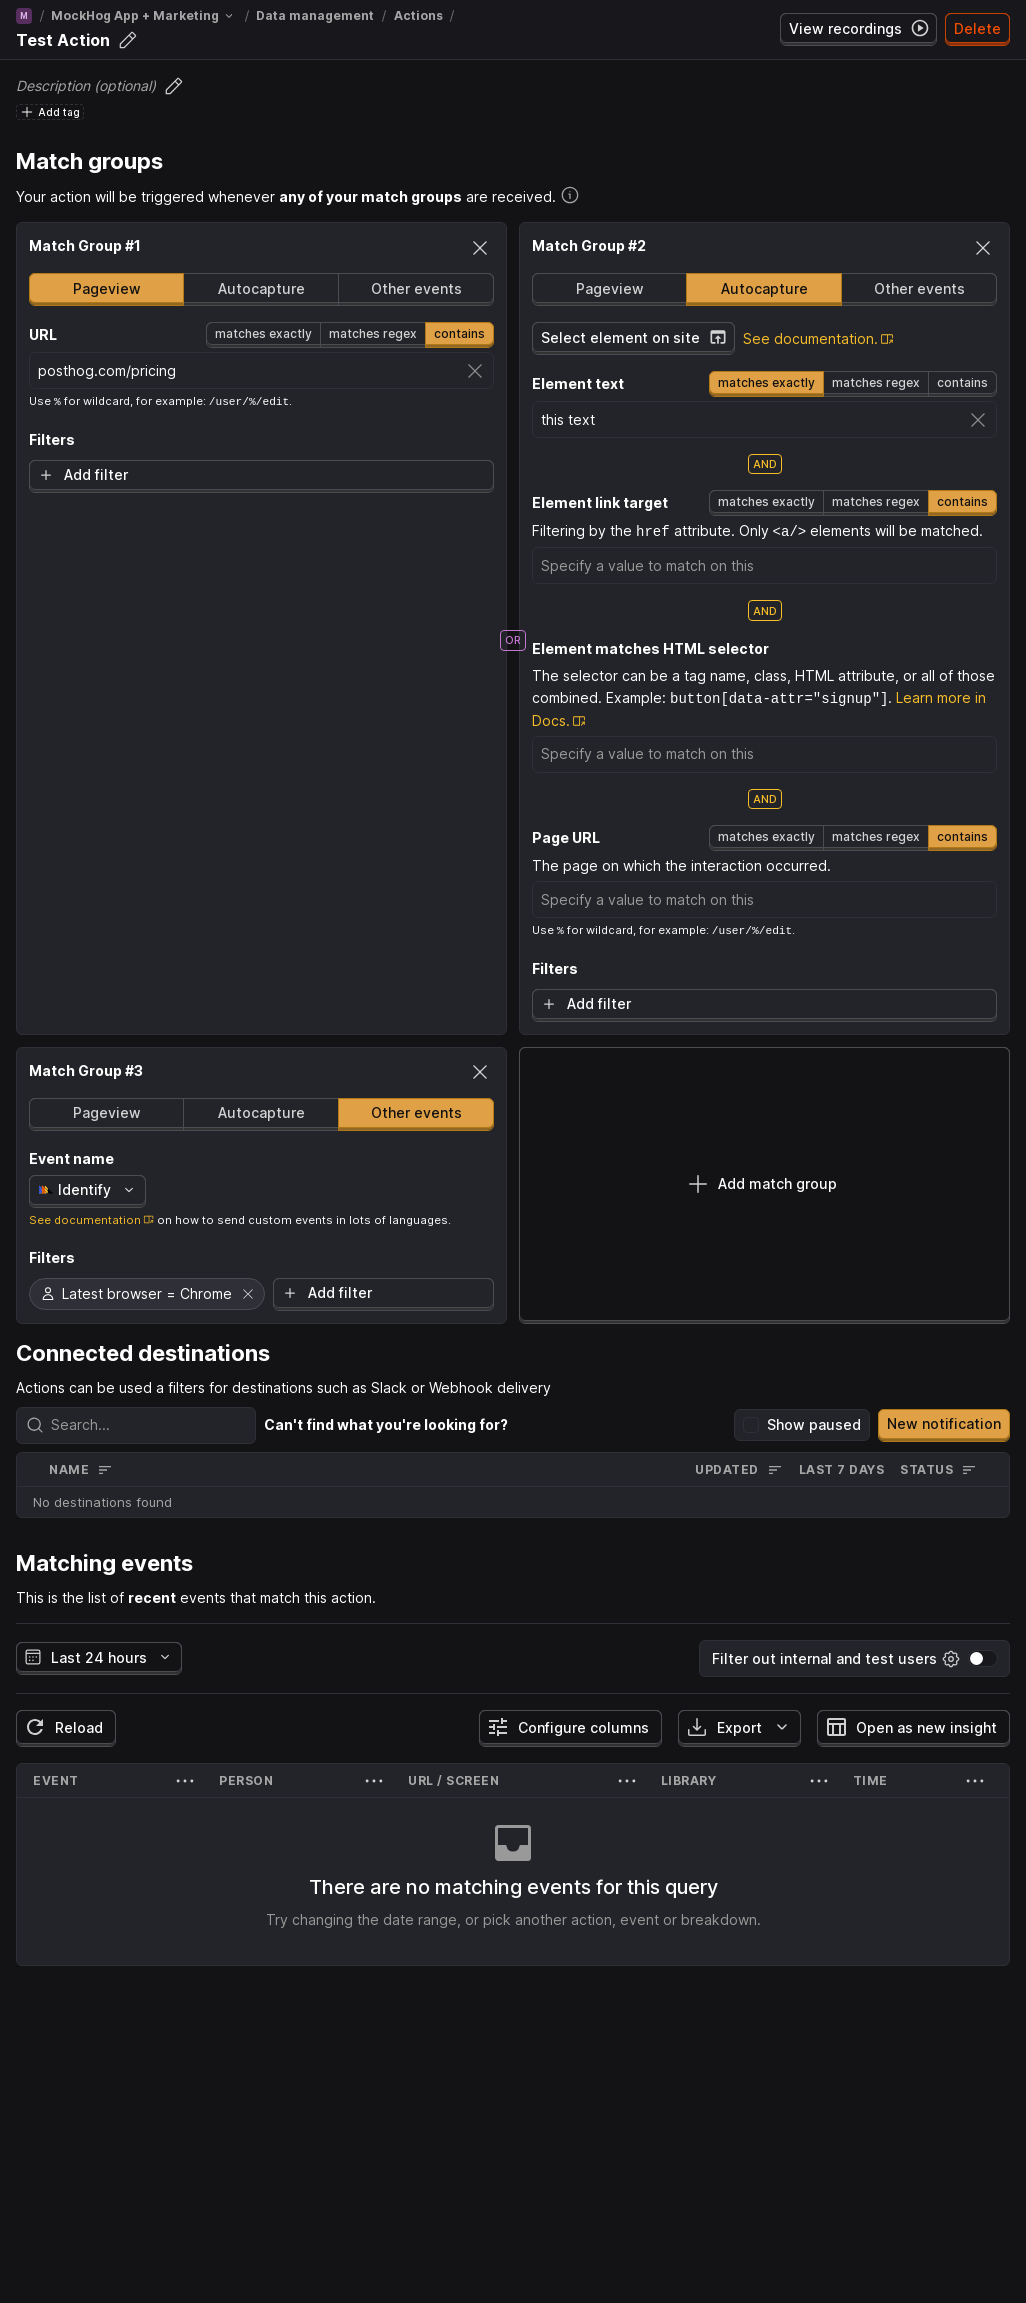 M / MockHog App + Marketing / Data management / Actions /
Test Action
View recordings
Delete
Description (optional)
Add tag
Match groups
Your action will be triggered whenever any of your match groups are received.
Match Group #1
Pageview Autocapture Other events
URL matches exactly matches regex contains
posthog.com/pricing
Use % for wildcard, for example: /user/%/edit.
Filters
Add filter
OR
Match Group #2
Pageview Autocapture Other events
Select element on site See documentation.
Element text matches exactly matches regex contains
this text
AND
Element link target matches exactly matches regex contains
Filtering by the href attribute. Only <a/> elements will be matched.
Specify a value to match on this
AND
Element matches HTML selector
The selector can be a tag name, class, HTML attribute, or all of those
combined. Example: button[data-attr="signup"]. Learn more in
Docs.
Specify a value to match on this
AND
Page URL matches exactly matches regex contains
The page on which the interaction occurred.
Specify a value to match on this
Use % for wildcard, for example: /user/%/edit.
Filters
Add filter
Match Group #3
Pageview Autocapture Other events
Event name
Identify
See documentation on how to send custom events in lots of languages.
Filters
Latest browser = Chrome Add filter
Add match group
Connected destinations
Actions can be used a filters for destinations such as Slack or Webhook delivery
Search... Can't find what you're looking for? Show paused New notification
NAME UPDATED LAST 7 DAYS STATUS
No destinations found
Matching events
This is the list of recent events that match this action.
Last 24 hours Filter out internal and test users
Reload Configure columns Export Open as new insight
EVENT PERSON URL / SCREEN LIBRARY TIME
There are no matching events for this query
Try changing the date range, or pick another action, event or breakdown.